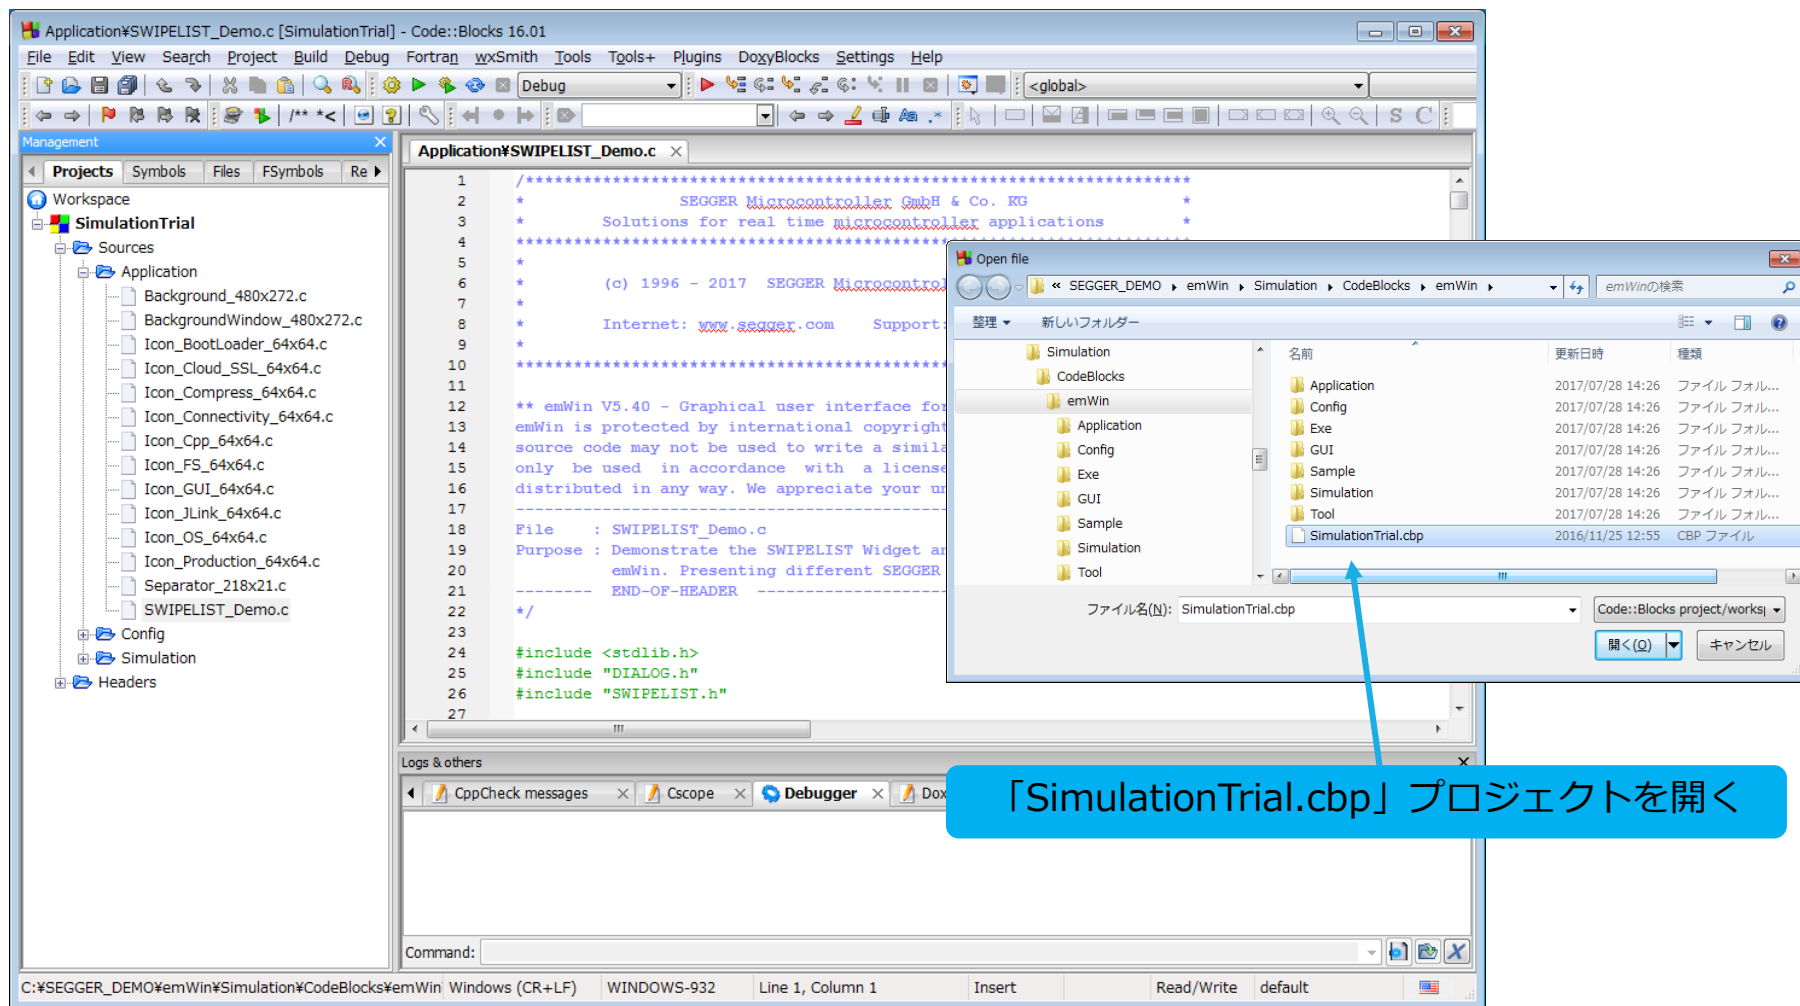 Application¥SWIPELIST_Demo.c [SimulationTrial] - Code::Blocks 16.01
File Edit View Search Project Build Debug Fortran wxSmith Tools Tools+ Plugins DoxyBlocks Settings Help
Debug
<global>
/** *<
S C
Management
Projects Symbols Files FSymbols Re
Workspace
SimulationTrial
Sources
Application
Background_480x272.c
BackgroundWindow_480x272.c
Icon_BootLoader_64x64.c
Icon_Cloud_SSL_64x64.c
Icon_Compress_64x64.c
Icon_Connectivity_64x64.c
Icon_Cpp_64x64.c
Icon_FS_64x64.c
Icon_GUI_64x64.c
Icon_JLink_64x64.c
Icon_OS_64x64.c
Icon_Production_64x64.c
Separator_218x21.c
SWIPELIST_Demo.c
Config
Simulation
Headers
Application¥SWIPELIST_Demo.c
1 /*********************************************************************
2 * SEGGER Microcontroller GmbH & Co. KG *
3 * Solutions for real time microcontroller applications *
4 **********************************************************************
5 *
6 * (c) 1996 - 2017 SEGGER Microcontrol
7 *
8 * Internet: www.segger.com Support:
9 *
10 *********************************************
11
12 ** emWin V5.40 - Graphical user interface for
13 emWin is protected by international copyright
14 source code may not be used to write a simila
15 only be used in accordance with a license
16 distributed in any way. We appreciate your un
17 ---------------------------------------------
18 File : SWIPELIST_Demo.c
19 Purpose : Demonstrate the SWIPELIST Widget an
20 emWin. Presenting different SEGGER
21 -------- END-OF-HEADER --------------------
22 */
23
24 #include <stdlib.h>
25 #include "DIALOG.h"
26 #include "SWIPELIST.h"
27
Open file
« SEGGER_DEMO emWin Simulation CodeBlocks emWin
emWinの検索
整理 新しいフォルダー
Simulation
CodeBlocks
emWin
Application
Config
Exe
GUI
Sample
Simulation
Tool
名前 更新日時 種類
Application 2017/07/28 14:26 ファイル フォル...
Config 2017/07/28 14:26 ファイル フォル...
Exe 2017/07/28 14:26 ファイル フォル...
GUI 2017/07/28 14:26 ファイル フォル...
Sample 2017/07/28 14:26 ファイル フォル...
Simulation 2017/07/28 14:26 ファイル フォル...
Tool 2017/07/28 14:26 ファイル フォル...
SimulationTrial.cbp 2016/11/25 12:55 CBP ファイル
ファイル名(N): SimulationTrial.cbp
Code::Blocks project/works
開く(O) キャンセル
「SimulationTrial.cbp」プロジェクトを開く
Logs & others
CppCheck messages Cscope Debugger Dox
Command:
C:¥SEGGER_DEMO¥emWin¥Simulation¥CodeBlocks¥emWin Windows (CR+LF) WINDOWS-932 Line 1, Column 1 Insert Read/Write default